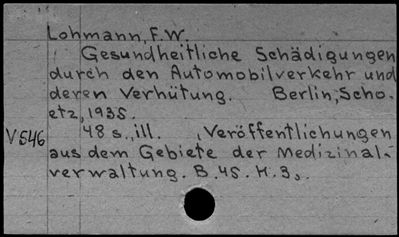 Lohmann, F.W.
Gesundheitliche Schädigungen
durch den Automobilverkehr und
deren Verhütung. Berlin, Scho.
etz, 1935.
V546 48 s., ill. , Veröffentlichungen
aus dem Gebiete der Medizinal-
verwaltung. B. 45. H. 3,.